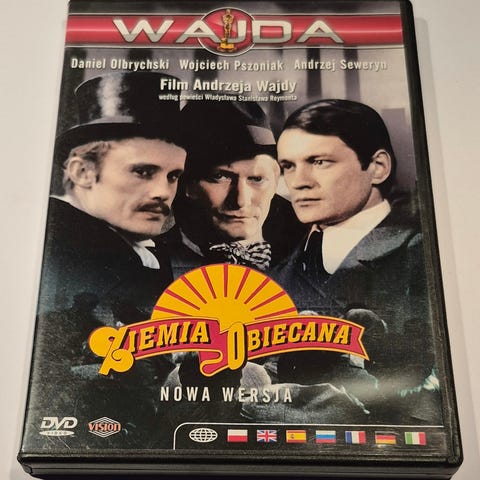 WAJDA
Daniel Olbrychski Wojciech Pszoniak Andrzej Seweryn
Film Andrzeja Wajdy
według powieści Władysława Stanisława Reymonta
ZIEMIA OBIECANA
NOWA WERSJA
DVD VIDEO VISION